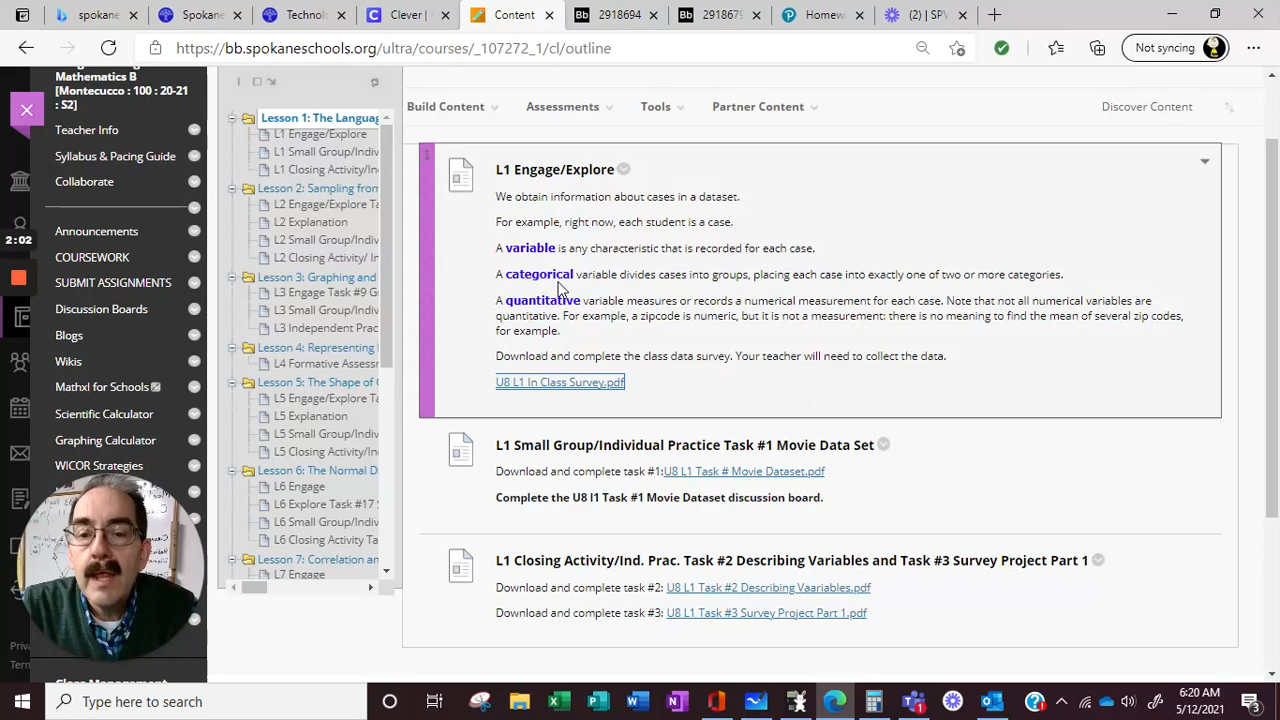 spokane
Spokane
Technolo
Clever |
Content
2918694
2918679
Homew
(2) | SPV
https://bb.spokaneschools.org/ultra/courses/_107272_1/cl/outline
Not syncing
Mathematics B
[Montecucco : 100 : 20-21
: S2]
Teacher Info
Syllabus & Pacing Guide
Collaborate
Announcements
COURSEWORK
2:02
SUBMIT ASSIGNMENTS
Discussion Boards
Blogs
Wikis
Mathxl for Schools
Scientific Calculator
Graphing Calculator
WICOR Strategies
Priva
Term
Lesson 1: The Languag
L1 Engage/Explore
L1 Small Group/Indiv
L1 Closing Activity/In
Lesson 2: Sampling from
L2 Engage/Explore Ta
L2 Explanation
L2 Small Group/Indiv
L2 Closing Activity/ In
Lesson 3: Graphing and
L3 Engage Task #9 G
L3 Small Group/Indiv
L3 Independent Prac
Lesson 4: Representing
L4 Formative Assessm
Lesson 5: The Shape of
L5 Engage/Explore T
L5 Explanation
L5 Small Group/Indiv
L5 Closing Activity/In
Lesson 6: The Normal D
L6 Engage
L6 Explore Task #17
L6 Small Group/Indiv
L6 Closing Activity Ta
Lesson 7: Correlation an
L7 Engage
Build Content
Assessments
Tools
Partner Content
Discover Content
L1 Engage/Explore
We obtain information about cases in a dataset.
For example, right now, each student is a case.
A variable is any characteristic that is recorded for each case.
A categorical variable divides cases into groups, placing each case into exactly one of two or more categories.
A quantitative variable measures or records a numerical measurement for each case. Note that not all numerical variables are
quantitative. For example, a zipcode is numeric, but it is not a measurement: there is no meaning to find the mean of several zip codes,
for example.
Download and complete the class data survey. Your teacher will need to collect the data.
U8 L1 In Class Survey.pdf
L1 Small Group/Individual Practice Task #1 Movie Data Set
Download and complete task #1:U8 L1 Task # Movie Dataset.pdf
Complete the U8 l1 Task #1 Movie Dataset discussion board.
L1 Closing Activity/Ind. Prac. Task #2 Describing Variables and Task #3 Survey Project Part 1
Download and complete task #2: U8 L1 Task #2 Describing Vaariables.pdf
Download and complete task #3: U8 L1 Task #3 Survey Project Part 1.pdf
Type here to search
6:20 AM
5/12/2021